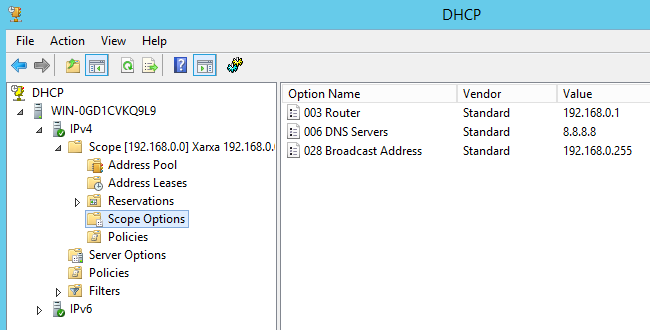 DHCP
File Action View Help
DHCP
WIN-0GD1CVKQ9L9
IPv4
Scope [192.168.0.0] Xarxa 192.168.0.
Address Pool
Address Leases
Reservations
Scope Options
Policies
Server Options
Policies
Filters
IPv6
Option Name Vendor Value
003 Router Standard 192.168.0.1
006 DNS Servers Standard 8.8.8.8
028 Broadcast Address Standard 192.168.0.255